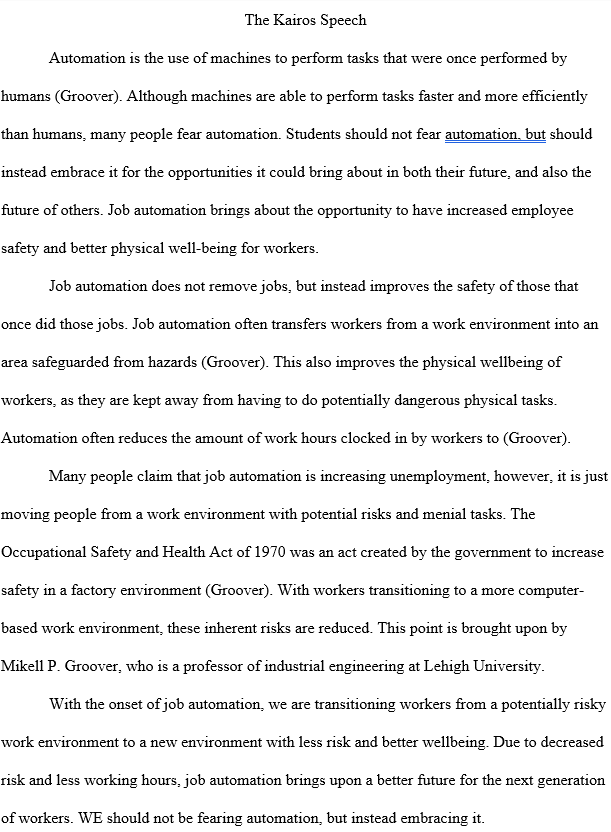 The Kairos Speech
Automation is the use of machines to perform tasks that were once performed by
humans (Groover). Although machines are able to perform tasks faster and more efficiently
than humans, many people fear automation. Students should not fear automation, but should
instead embrace it for the opportunities it could bring about in both their future, and also the
future of others. Job automation brings about the opportunity to have increased employee
safety and better physical well-being for workers.
Job automation does not remove jobs, but instead improves the safety of those that
once did those jobs. Job automation often transfers workers from a work environment into an
area safeguarded from hazards (Groover). This also improves the physical wellbeing of
workers, as they are kept away from having to do potentially dangerous physical tasks.
Automation often reduces the amount of work hours clocked in by workers to (Groover).
Many people claim that job automation is increasing unemployment, however, it is just
moving people from a work environment with potential risks and menial tasks. The
Occupational Safety and Health Act of 1970 was an act created by the government to increase
safety in a factory environment (Groover). With workers transitioning to a more computer-
based work environment, these inherent risks are reduced. This point is brought upon by
Mikell P. Groover, who is a professor of industrial engineering at Lehigh University.
With the onset of job automation, we are transitioning workers from a potentially risky
work environment to a new environment with less risk and better wellbeing. Due to decreased
risk and less working hours, job automation brings upon a better future for the next generation
of workers. WE should not be fearing automation, but instead embracing it.